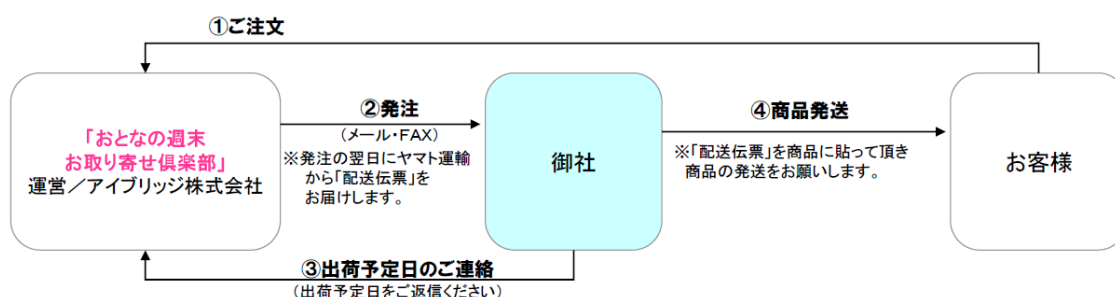 ①ご注文
「おとなの週末
お取り寄せ倶楽部」
運営／アイブリッジ株式会社
②発注
（メール・FAX）
※発注の翌日にヤマト運輸
から「配送伝票」を
お届けします。
御社
④商品発送
※「配送伝票」を商品に貼って頂き
商品の発送をお願いします。
お客様
③出荷予定日のご連絡
（出荷予定日をご返信ください）